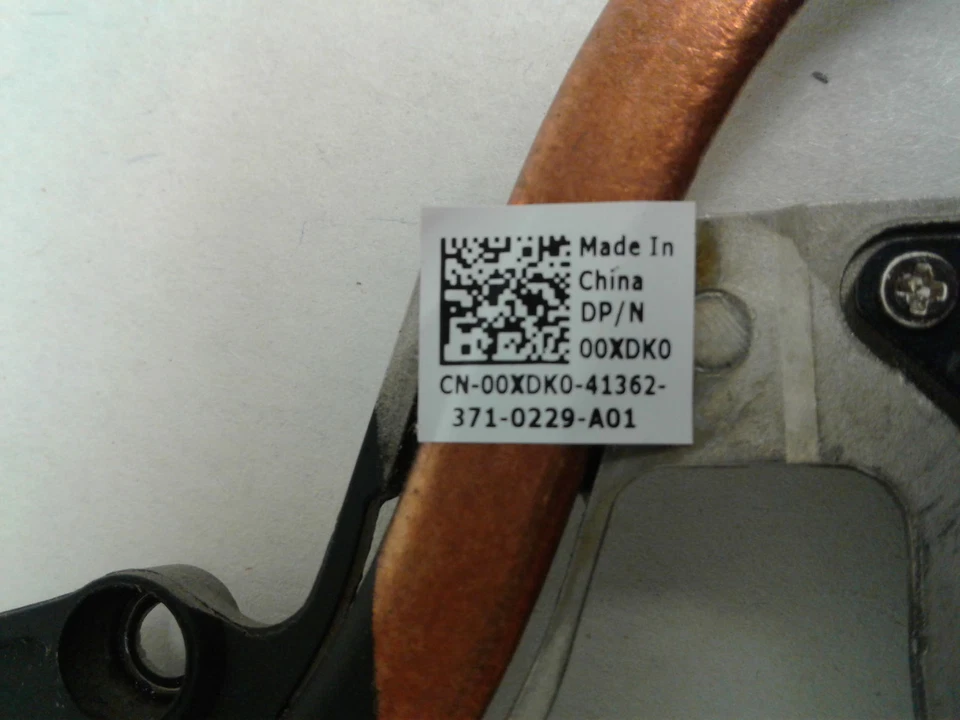 Made In
China
DP/N
00XDK0
CN-00XDK0-41362-
371-0229-A01